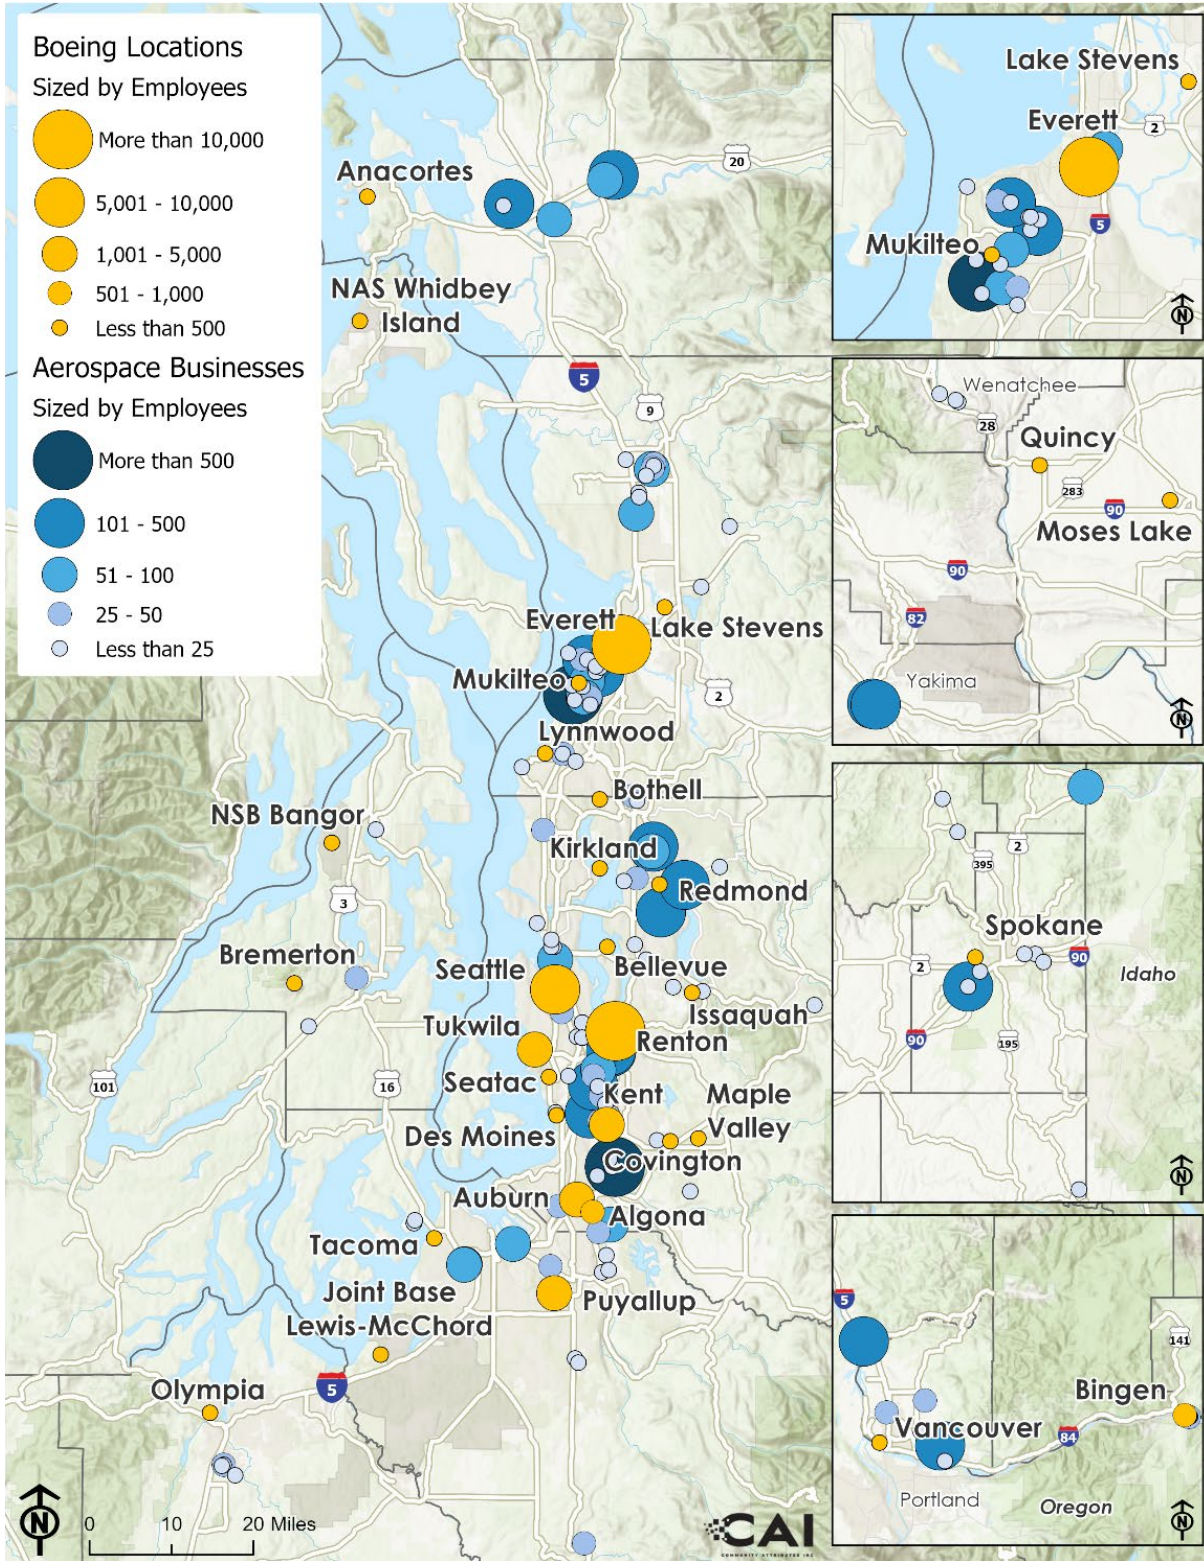 Boeing Locations
Sized by Employees
More than 10,000
5,001 - 10,000
1,001 - 5,000
501 - 1,000
Less than 500
Aerospace Businesses
Sized by Employees
More than 500
101 - 500
51 - 100
25 - 50
Less than 25
Anacortes
20
NAS Whidbey
Island
5
9
Everett
Lake Stevens
Mukilteo
2
Lynnwood
Bothell
NSB Bangor
Kirkland
Redmond
3
Bremerton
Seattle
Bellevue
Issaquah
Tukwila
Renton
101
16
Seatac
Kent
Maple
Valley
Des Moines
Covington
Auburn
Algona
Tacoma
Joint Base
Lewis-McChord
Puyallup
5
Olympia
N
0 10 20 Miles
CAI
COMMUNITY ATTRIBUTES INC
Lake Stevens
Everett
2
5
Mukilteo
N
Wenatchee
28
Quincy
283
90
Moses Lake
90
82
Yakima
N
2
395
Spokane
2
90
Idaho
90
195
N
5
141
Bingen
Vancouver
84
Portland
Oregon
N